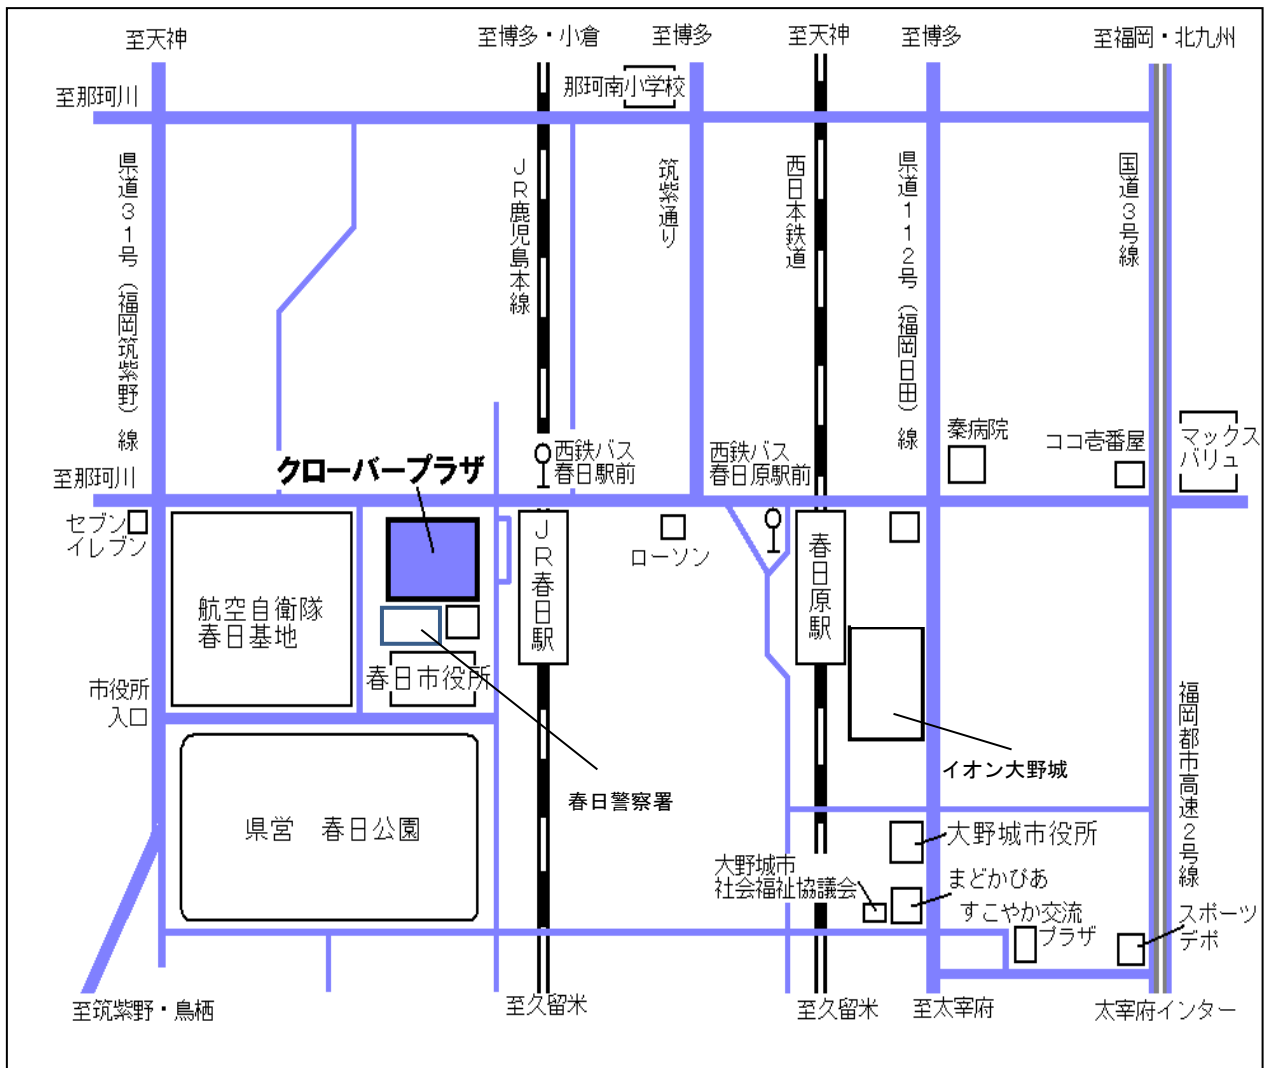 至天神
至博多・小倉
至博多
至天神
至博多
至福岡・北九州
至那珂川
那珂南小学校
県道31号(福岡筑紫野)線
JR鹿児島本線
筑紫通り
西日本鉄道
県道112号(福岡日田)線
国道3号線
至那珂川
クローバープラザ
西鉄バス
春日駅前
西鉄バス
春日原駅前
秦病院
ココ壱番屋
マックス
バリュ
セブン
イレブン
航空自衛隊
春日基地
JR春日駅
ローソン
春日原駅
春日市役所
市役所
入口
春日警察署
イオン大野城
福岡都市高速2号線
県営 春日公園
大野城市役所
大野城市
社会福祉協議会
まどかぴあ
すこやか交流
プラザ
スポーツ
デポ
至筑紫野・鳥栖
至久留米
至久留米
至太宰府
太宰府インター